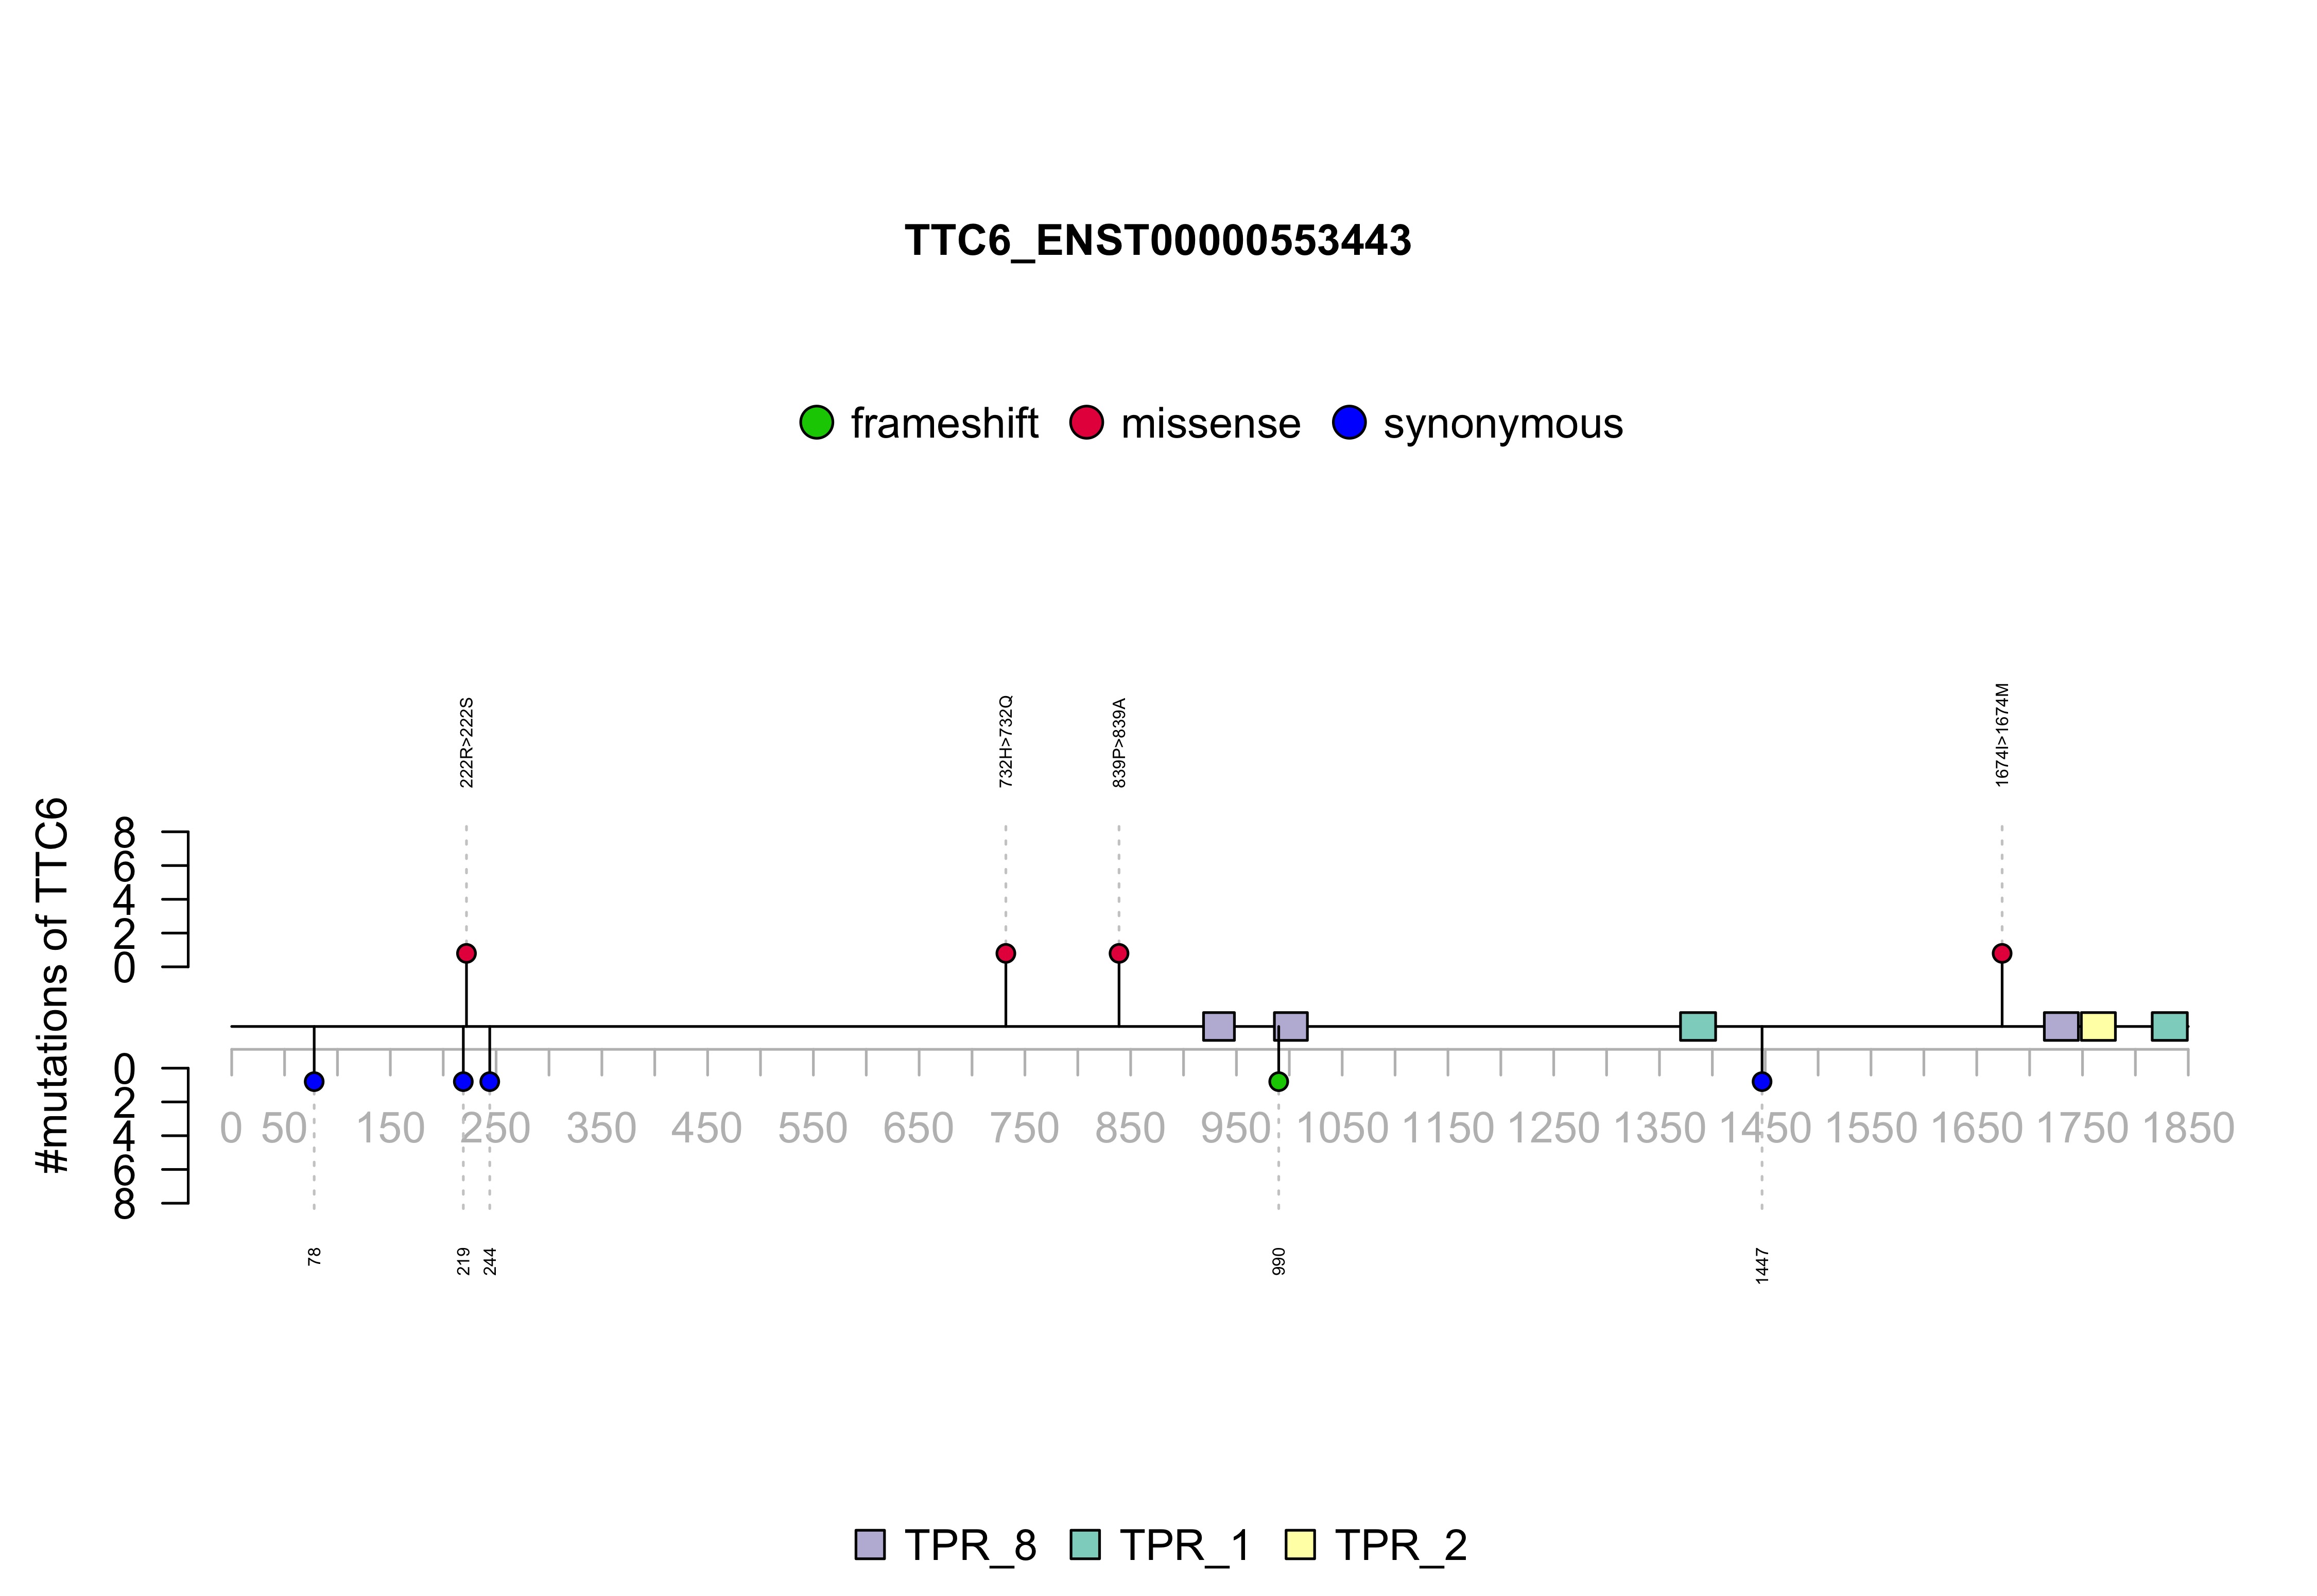 TTC6_ENST00000553443
frameshift missense synonymous
222R>222S
732H>732Q
839P>839A
1674I>1674M
#mutations of TTC6
8
6
4
2
0
0
2
4
6
8
0 50 150 250 350 450 550 650 750 850 950 1050 1150 1250 1350 1450 1550 1650 1750 1850
78
219
244
990
1447
TPR_8 TPR_1 TPR_2